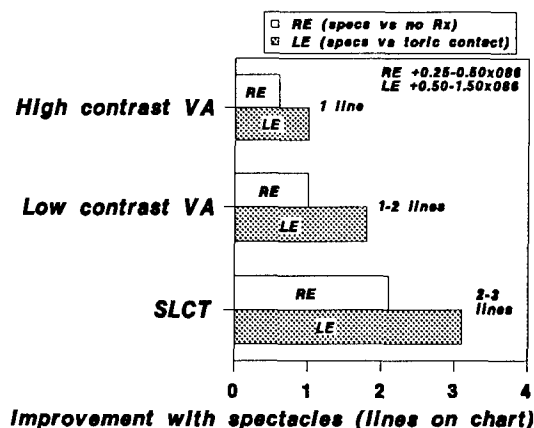 RE (specs vs no Rx)
LE (specs vs toric contact)
RE +0.25-0.50x086
LE +0.50-1.50x086
High contrast VA
RE
LE
1 line
Low contrast VA
RE
LE
1-2 lines
SLCT
RE
LE
2-3
lines
0 1 2 3 4
Improvement with spectacles (lines on chart)